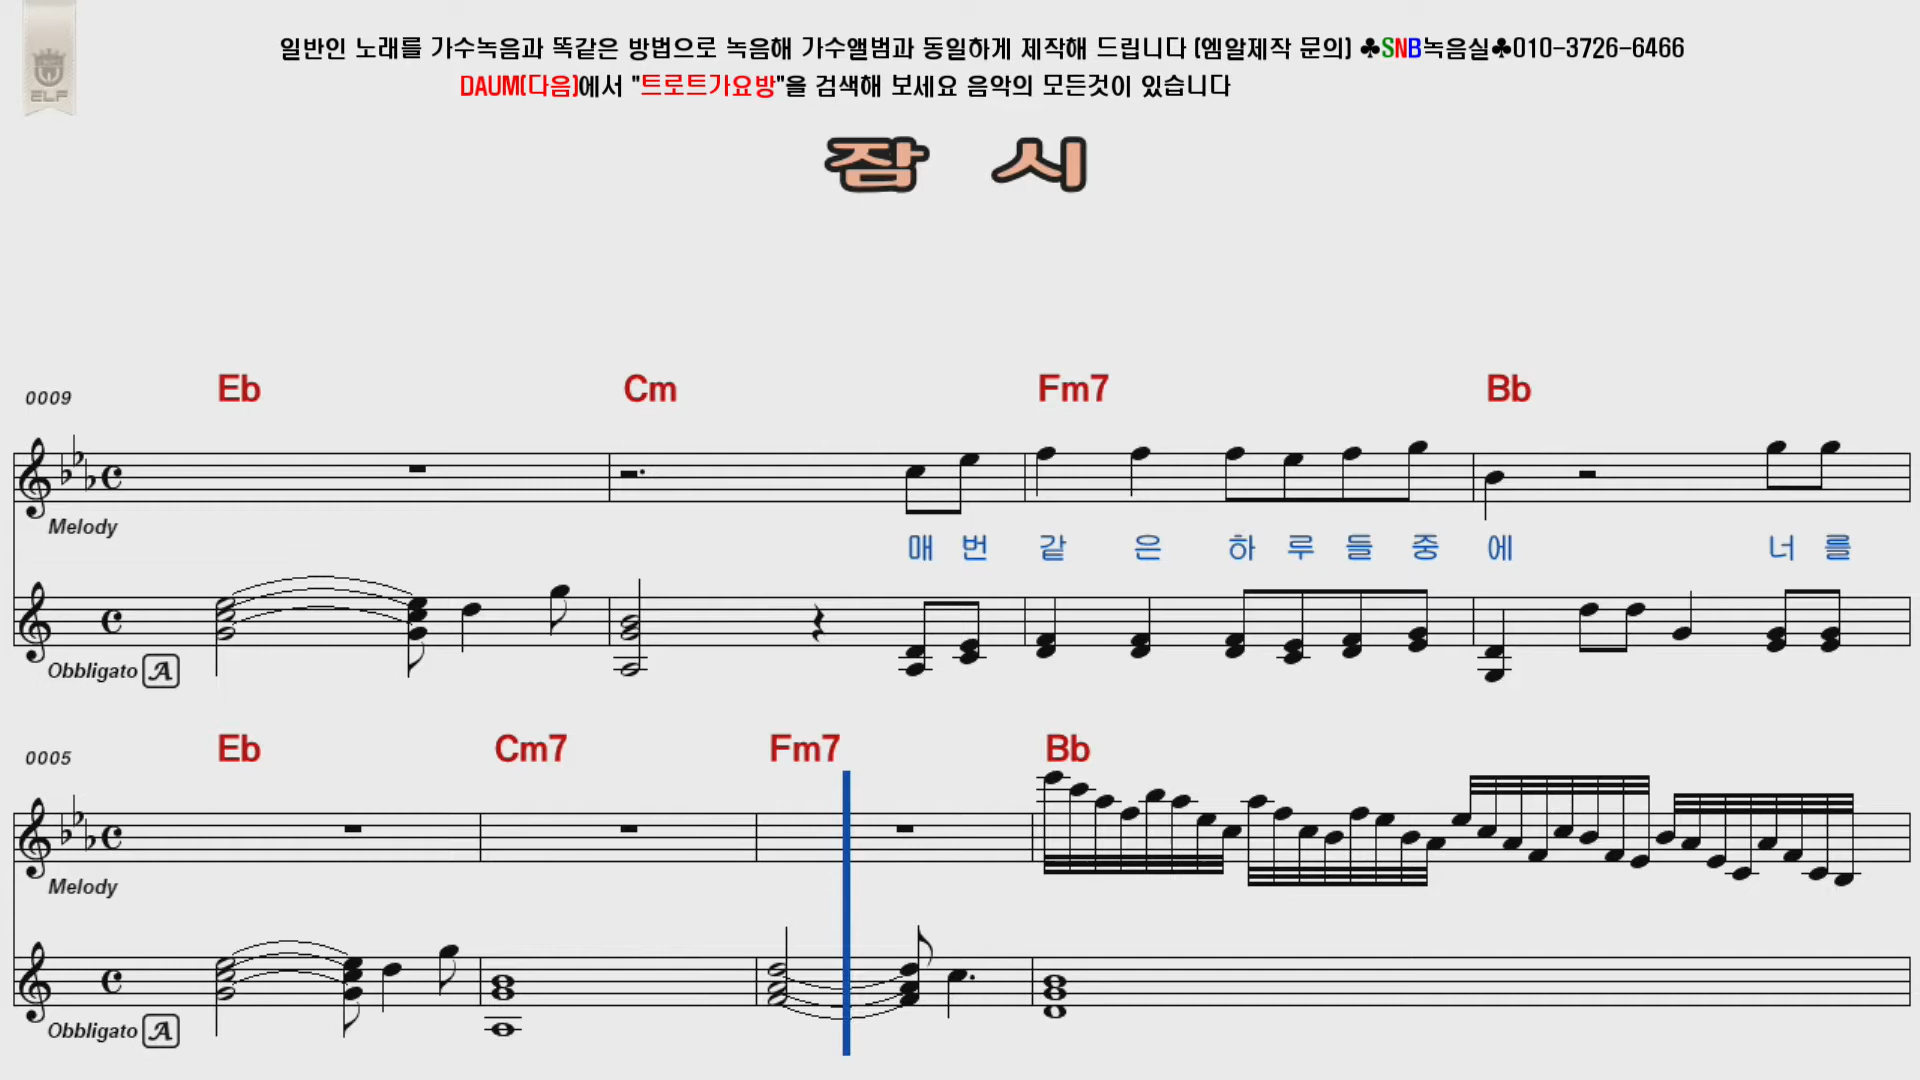 ELF
일반인 노래를 가수녹음과 똑같은 방법으로 녹음해 가수앨범과 동일하게 제작해 드립니다 (엠알제작 문의) ♣SNB녹음실♣010-3726-6466
DAUM(다음)에서 "트로트가요방"을 검색해 보세요 음악의 모든것이 있습니다
잠 시
0009 Eb Cm Fm7 Bb
Melody
매 번 같 은 하 루 들 중 에 너 를
Obbligato A
0005 Eb Cm7 Fm7 Bb
Melody
Obbligato A